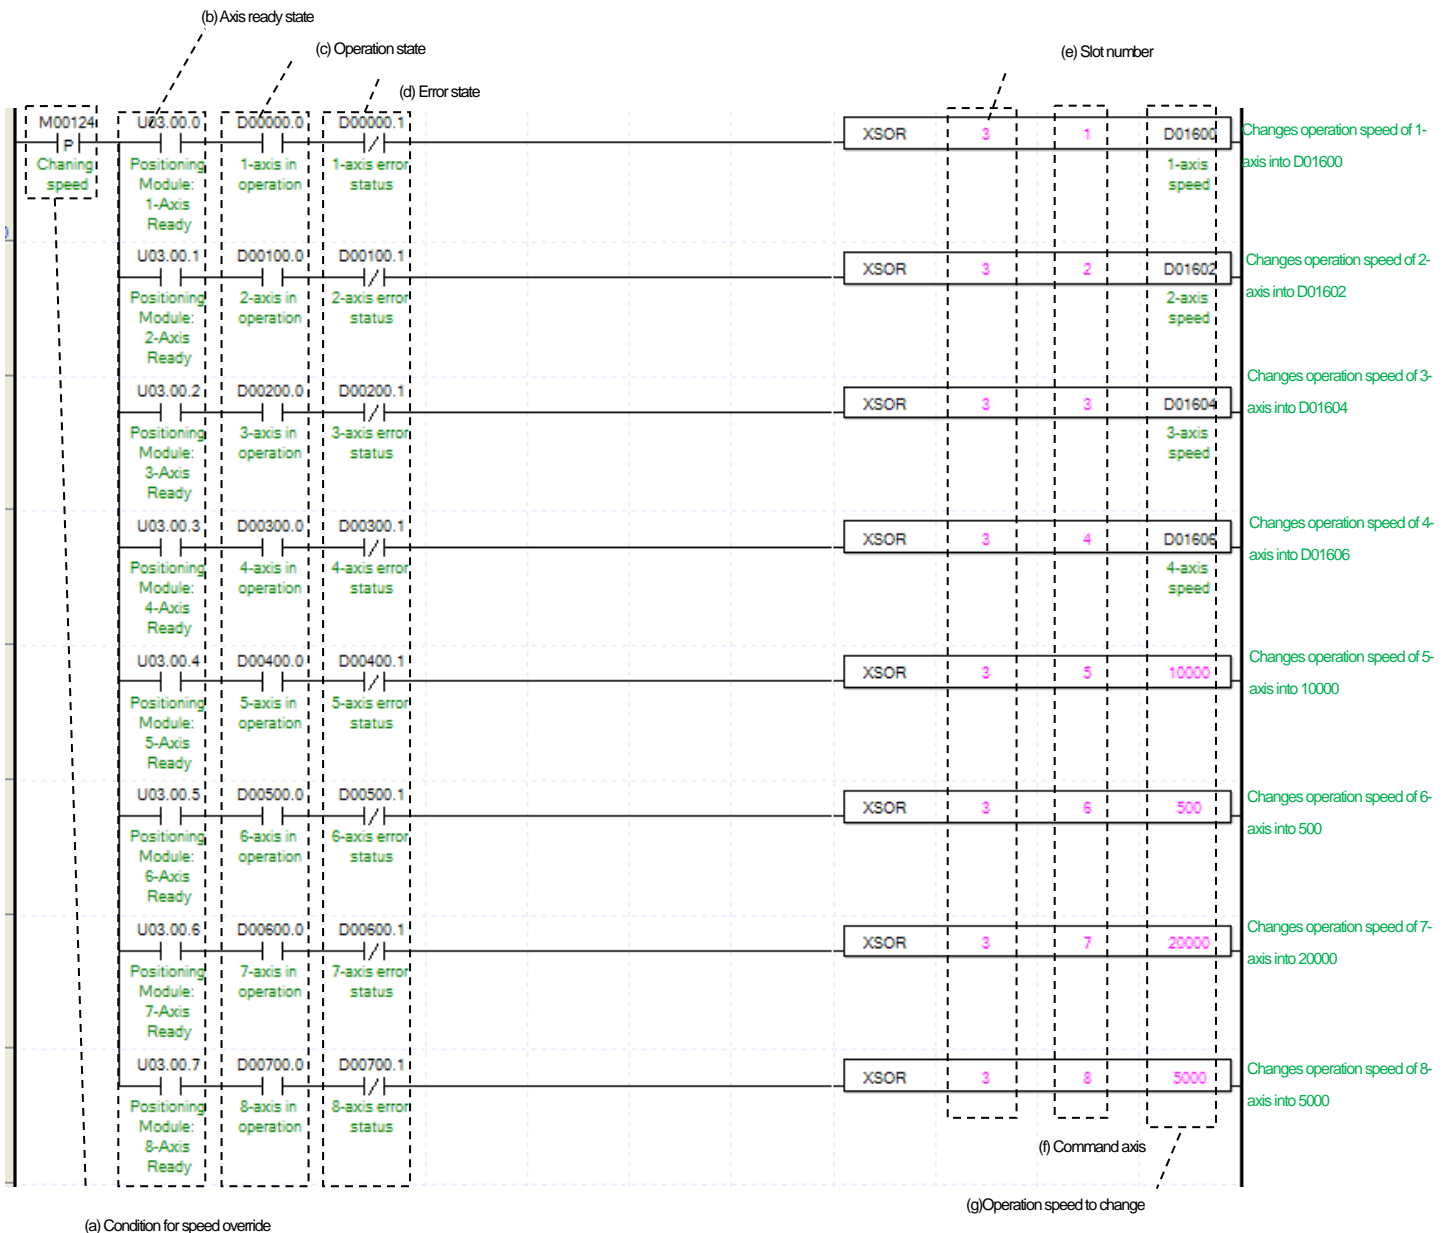 (b) Axis ready state
(c) Operation state
(e) Slot number
(d) Error state
M00124
P
Chaning
speed
U03.00.0
D00000.0
D00000.1
Positioning
Module:
1-Axis
Ready
1-axis in
operation
1-axis error
status
XSOR 3 1 D01600
1-axis
speed
Changes operation speed of 1-
axis into D01600
U03.00.1
D00100.0
D00100.1
Positioning
Module:
2-Axis
Ready
2-axis in
operation
2-axis error
status
XSOR 3 2 D01602
2-axis
speed
Changes operation speed of 2-
axis into D01602
U03.00.2
D00200.0
D00200.1
Positioning
Module:
3-Axis
Ready
3-axis in
operation
3-axis error
status
XSOR 3 3 D01604
3-axis
speed
Changes operation speed of 3-
axis into D01604
U03.00.3
D00300.0
D00300.1
Positioning
Module:
4-Axis
Ready
4-axis in
operation
4-axis error
status
XSOR 3 4 D01606
4-axis
speed
Changes operation speed of 4-
axis into D01606
U03.00.4
D00400.0
D00400.1
Positioning
Module:
5-Axis
Ready
5-axis in
operation
5-axis error
status
XSOR 3 5 10000
Changes operation speed of 5-
axis into 10000
U03.00.5
D00500.0
D00500.1
Positioning
Module:
6-Axis
Ready
6-axis in
operation
6-axis error
status
XSOR 3 6 500
Changes operation speed of 6-
axis into 500
U03.00.6
D00600.0
D00600.1
Positioning
Module:
7-Axis
Ready
7-axis in
operation
7-axis error
status
XSOR 3 7 20000
Changes operation speed of 7-
axis into 20000
U03.00.7
D00700.0
D00700.1
Positioning
Module:
8-Axis
Ready
8-axis in
operation
8-axis error
status
XSOR 3 8 5000
Changes operation speed of 8-
axis into 5000
(f) Command axis
(g)Operation speed to change
(a) Condition for speed override